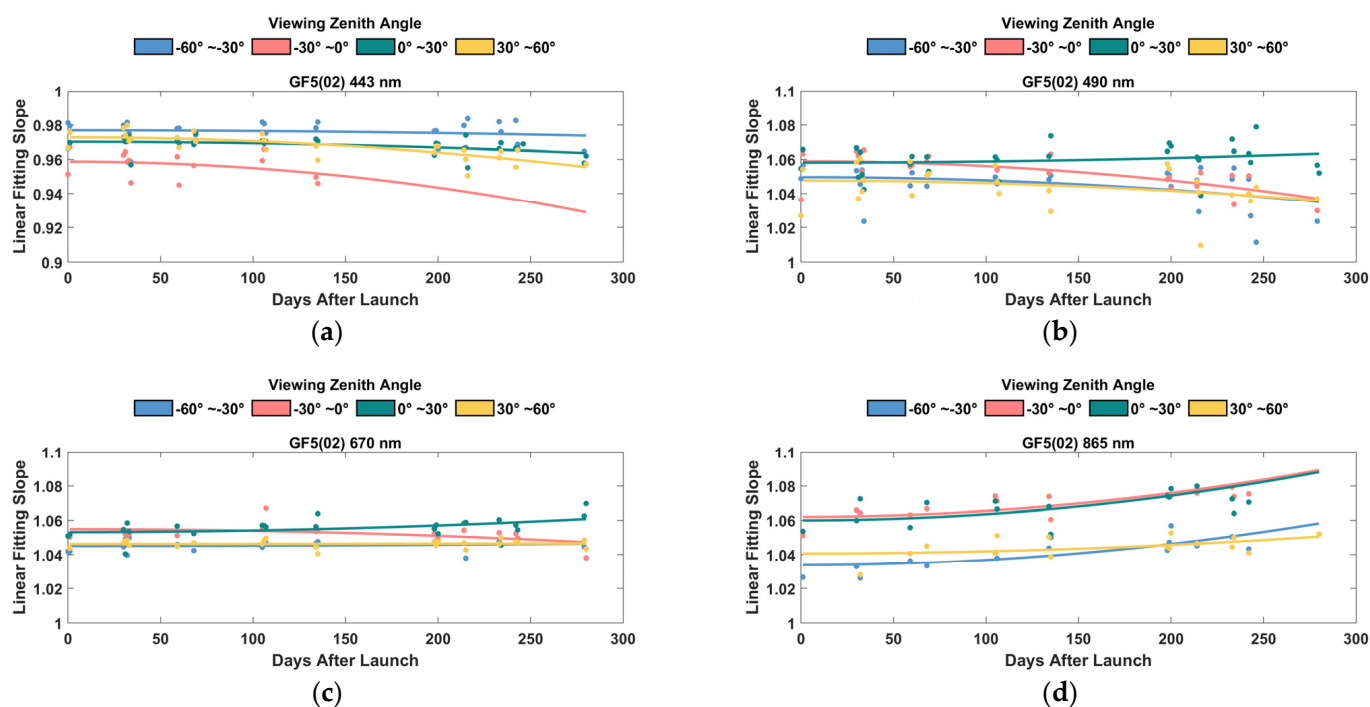 Viewing Zenith Angle
-60° ~-30° -30° ~0° 0° ~30° 30° ~60°
GF5(02) 443 nm
Linear Fitting Slope
1
0.98
0.96
0.94
0.92
0.9
0 50 100 150 200 250 300
Days After Launch
(a)
Viewing Zenith Angle
-60° ~-30° -30° ~0° 0° ~30° 30° ~60°
GF5(02) 490 nm
Linear Fitting Slope
1.1
1.08
1.06
1.04
1.02
1
0 50 100 150 200 250 300
Days After Launch
(b)
Viewing Zenith Angle
-60° ~-30° -30° ~0° 0° ~30° 30° ~60°
GF5(02) 670 nm
Linear Fitting Slope
1.1
1.08
1.06
1.04
1.02
1
0 50 100 150 200 250 300
Days After Launch
(c)
Viewing Zenith Angle
-60° ~-30° -30° ~0° 0° ~30° 30° ~60°
GF5(02) 865 nm
Linear Fitting Slope
1.1
1.08
1.06
1.04
1.02
1
0 50 100 150 200 250 300
Days After Launch
(d)